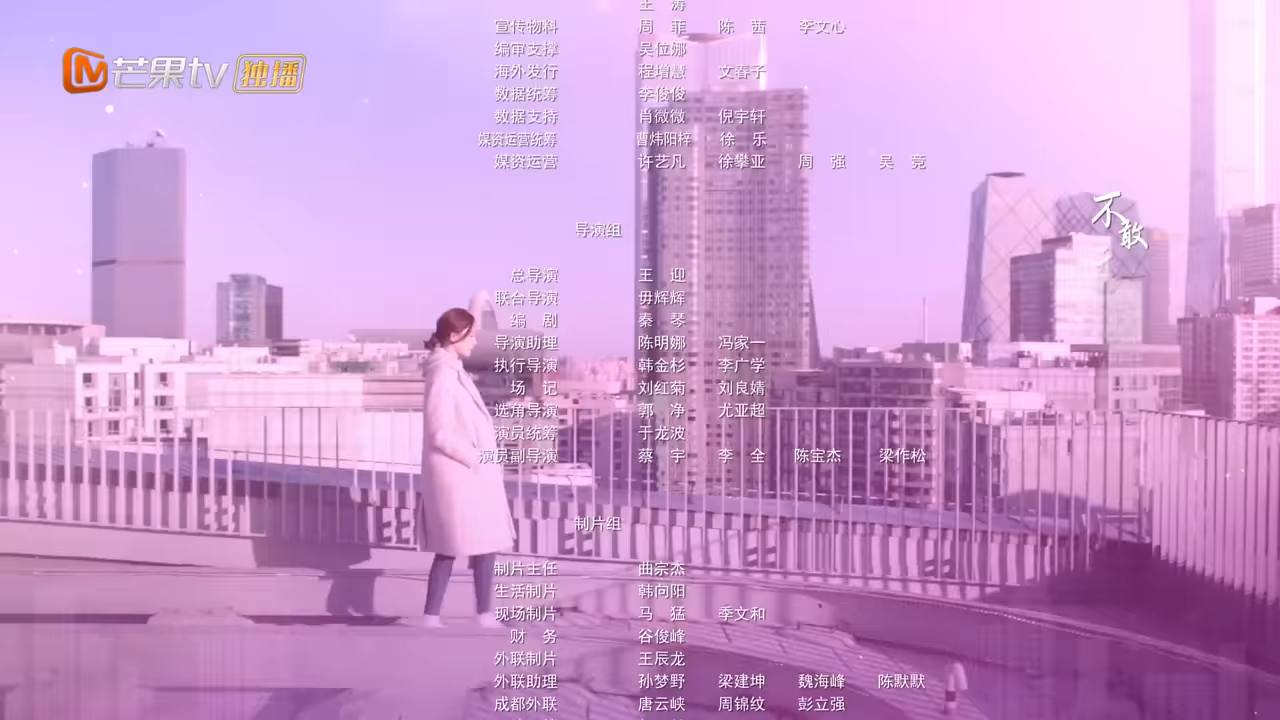 王 涛
宣传物料 周 菲 陈 茜 李文心
编审支撑 吴位娜
海外发行 程增慧 文春子
数据统筹 李俊俊
数据支持 肖微微 倪宇轩
媒资运营统筹 曹炜阳梓 徐 乐
媒资运营 许艺凡 徐攀亚 周 强 吴 竞
芒果tv 独播
不敢
导演组
总导演 王 迎
联合导演 毌辉辉
编 剧 秦 琴
导演助理 陈明娜 冯家一
执行导演 韩金杉 李广学
场 记 刘红菊 刘良婧
选角导演 郭 净 尤亚超
演员统筹 于龙波
演员副导演 蔡 宇 李 全 陈宝杰 梁作松
制片组
制片主任 曲宗杰
生活制片 韩向阳
现场制片 马 猛 季文和
财 务 谷俊峰
外联制片 王辰龙
外联助理 孙梦野 梁建坤 魏海峰 陈默默
成都外联 唐云峡 周锦纹 彭立强